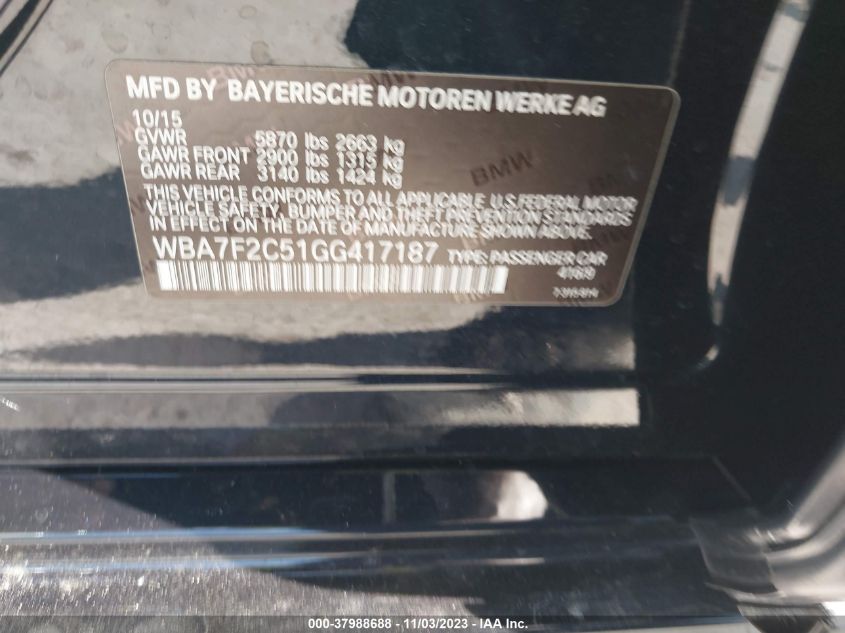 MFD BY BAYERISCHE MOTOREN WERKE AG
10/15
GVWR 5870 lbs 2663 kg
GAWR FRONT 2900 lbs 1315 kg
GAWR REAR 3140 lbs 1424 kg
THIS VEHICLE CONFORMS TO ALL APPLICABLE U.S. FEDERAL MOTOR
VEHICLE SAFETY, BUMPER AND THEFT PREVENTION STANDARDS
IN EFFECT ON THE DATE OF MANUFACTURE SHOWN ABOVE.
WBA7F2C51GG417187 TYPE: PASSENGER CAR
BMW
000-37988688 - 11/03/2023 - IAAI Inc.